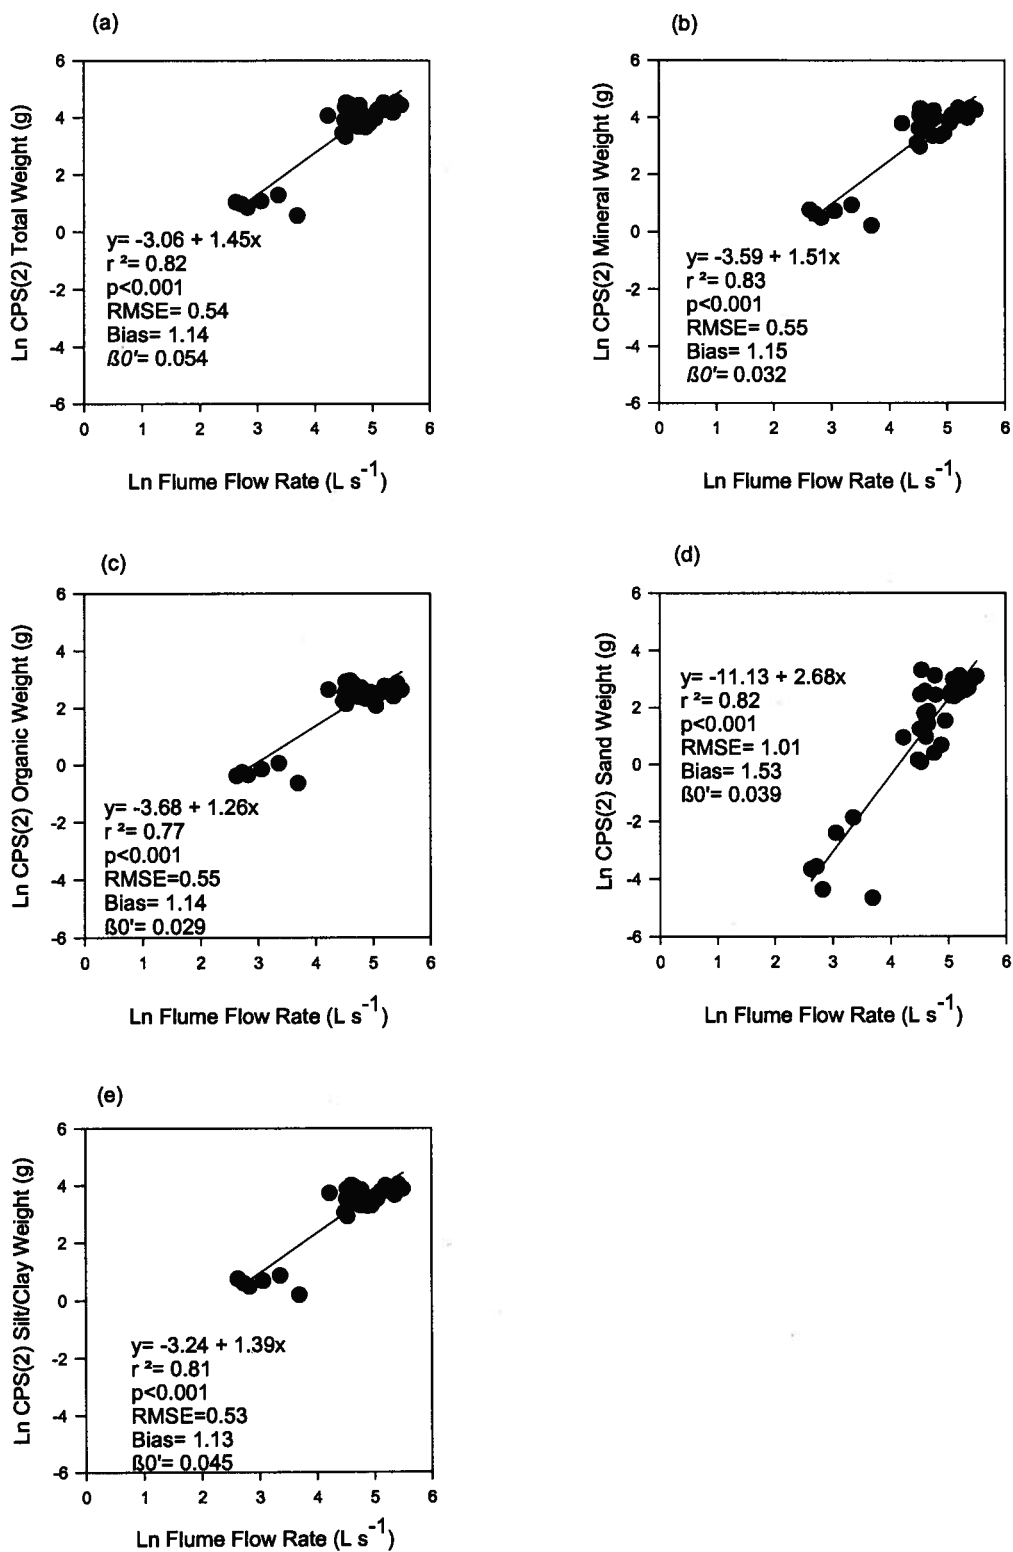 (a)
Ln CPS(2) Total Weight (g)
6
4
2
0
-2
-4
-6
y= -3.06 + 1.45x
r ²= 0.82
p<0.001
RMSE= 0.54
Bias= 1.14
ß0'= 0.054
0 1 2 3 4 5 6
Ln Flume Flow Rate (L s⁻¹)
(b)
Ln CPS(2) Mineral Weight (g)
6
4
2
0
-2
-4
-6
y= -3.59 + 1.51x
r ²= 0.83
p<0.001
RMSE= 0.55
Bias= 1.15
ß0'= 0.032
0 1 2 3 4 5 6
Ln Flume Flow Rate (L s⁻¹)
(c)
Ln CPS(2) Organic Weight (g)
6
4
2
0
-2
-4
-6
y= -3.68 + 1.26x
r ²= 0.77
p<0.001
RMSE=0.55
Bias= 1.14
ß0'= 0.029
0 1 2 3 4 5 6
Ln Flume Flow Rate (L s⁻¹)
(d)
Ln CPS(2) Sand Weight (g)
6
4
2
0
-2
-4
-6
y= -11.13 + 2.68x
r ²= 0.82
p<0.001
RMSE= 1.01
Bias= 1.53
ß0'= 0.039
0 1 2 3 4 5 6
Ln Flume Flow Rate (L s⁻¹)
(e)
Ln CPS(2) Silt/Clay Weight (g)
6
4
2
0
-2
-4
-6
y= -3.24 + 1.39x
r ²= 0.81
p<0.001
RMSE=0.53
Bias= 1.13
ß0'= 0.045
0 1 2 3 4 5 6
Ln Flume Flow Rate (L s⁻¹)